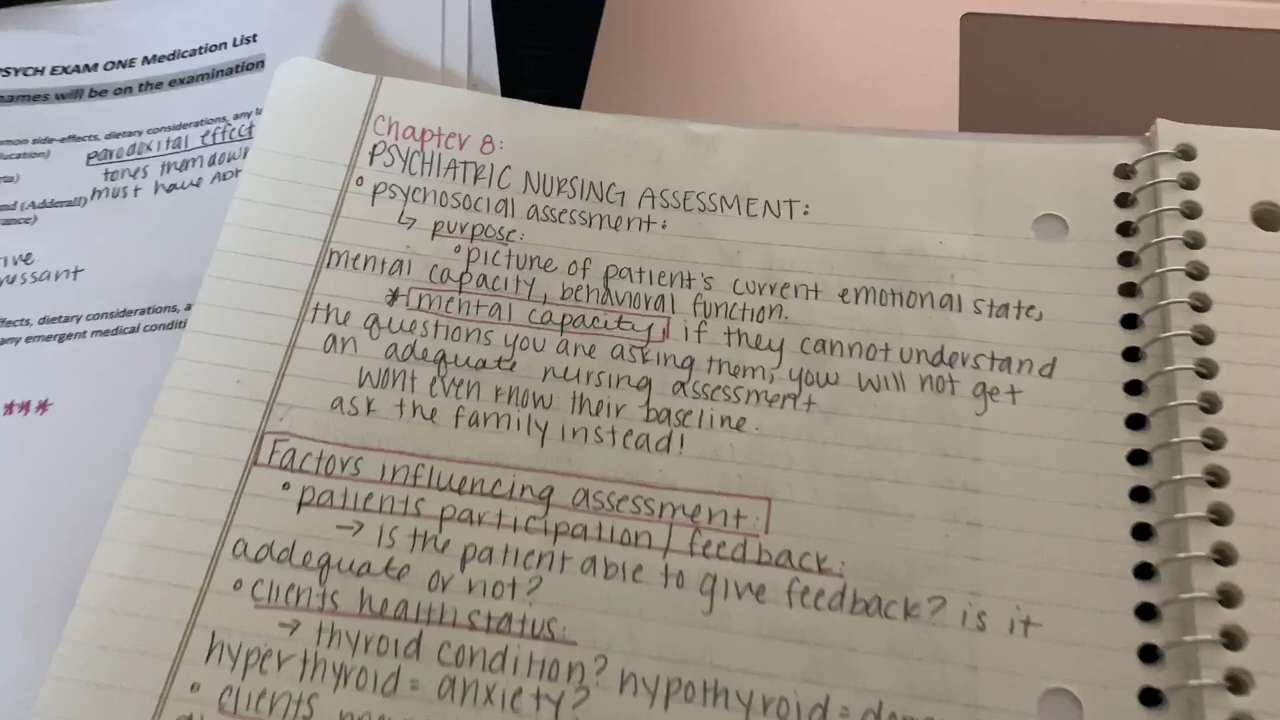 PSYCH EXAM ONE Medication List
names will be on the examination
side-effects, dietary considerations, any
paradoxital effect
tones them down
must have
(Adderall)
dietary considerations,
any emergent medical
***
Chapter 8:
PSYCHIATRIC NURSING ASSESSMENT:
° psychosocial assessment:
↳ purpose:
° picture of patient's current emotional state,
mental capacity, behavioral function.
* mental capacity, if they cannot understand
the questions you are asking them, you will not get
an adequate nursing assessment
wont even know their baseline.
ask the family instead!
Factors influencing assessment:
° patients participation / feedback:
→ Is the patient able to give feedback? is it
addequate or not?
° clients health status:
→ thyroid condition? hypothyroid =
hyperthyroid = anxiety?
° clients